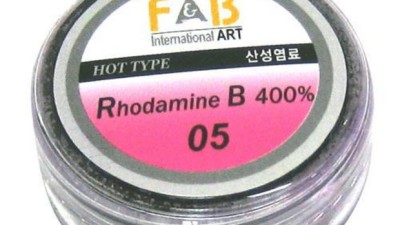 F&B
International ART
HOT TYPE 산성염료
Rhodamine B 400%
05